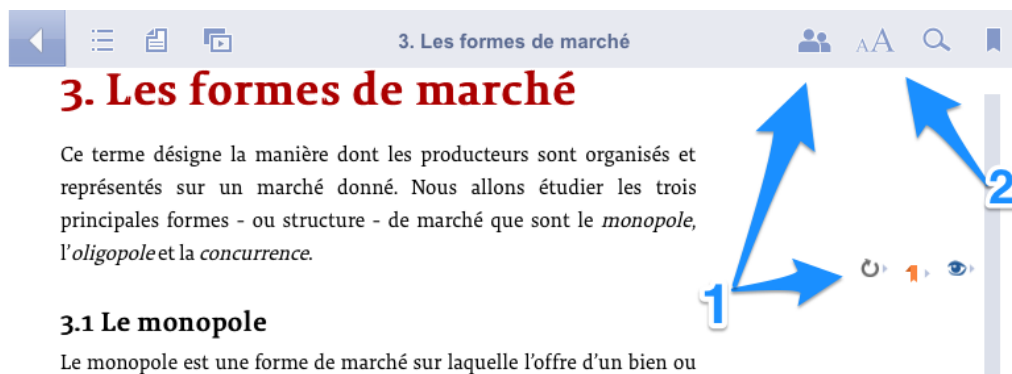 3. Les formes de marché
AA
3. Les formes de marché
Ce terme désigne la manière dont les producteurs sont organisés et
représentés sur un marché donné. Nous allons étudier les trois
principales formes - ou structure - de marché que sont le monopole,
l'oligopole et la concurrence.
3.1 Le monopole
Le monopole est une forme de marché sur laquelle l'offre d'un bien ou
1
2